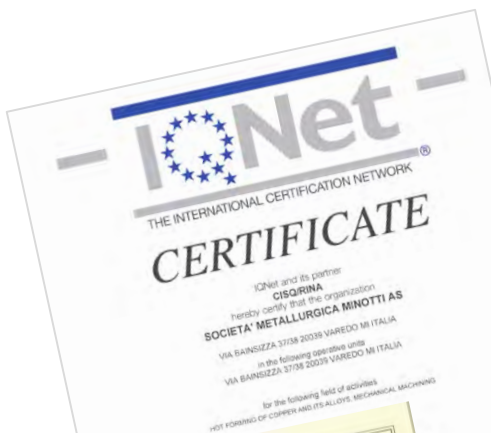 IQNet
®
THE INTERNATIONAL CERTIFICATION NETWORK
CERTIFICATE
IQNet and its partner
CISQ/RINA
hereby certify that the organization
SOCIETA' METALLURGICA MINOTTI AS
VIA BAINSIZZA 37/38 20039 VAREDO MI ITALIA
in the following operative units
VIA BAINSIZZA 37/38 20039 VAREDO MI ITALIA
for the following field of activities
HOT FORMING OF COPPER AND ITS ALLOYS, MECHANICAL MACHINING